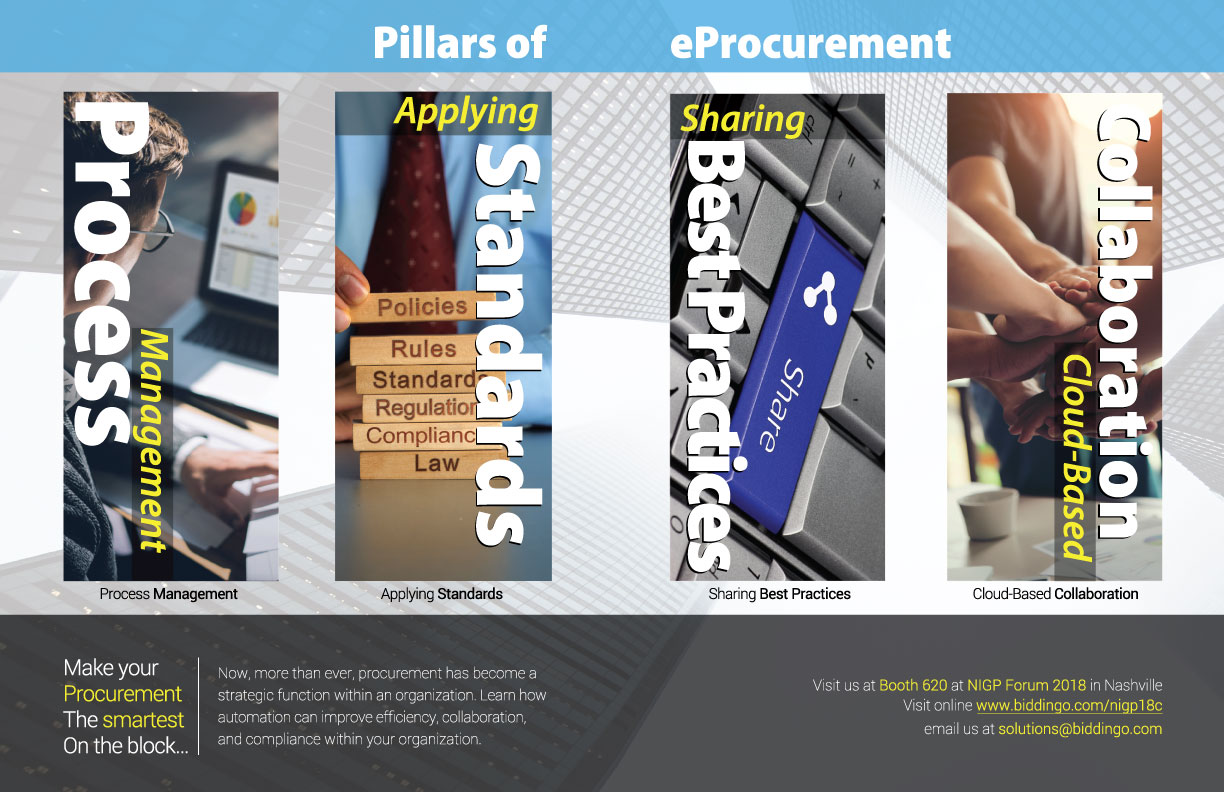 Pillars of eProcurement
Process
Management
Applying
Standards
Policies
Rules
Standards
Regulation
Complianc
Law
Sharing
Best Practices
Share
Collaboration
Cloud-Based
Process Management
Applying Standards
Sharing Best Practices
Cloud-Based Collaboration
Make your
Procurement
The smartest
On the block...
Now, more than ever, procurement has become a
strategic function within an organization. Learn how
automation can improve efficiency, collaboration,
and compliance within your organization.
Visit us at Booth 620 at NIGP Forum 2018 in Nashville
Visit online www.biddingo.com/nigp18c
email us at solutions@biddingo.com